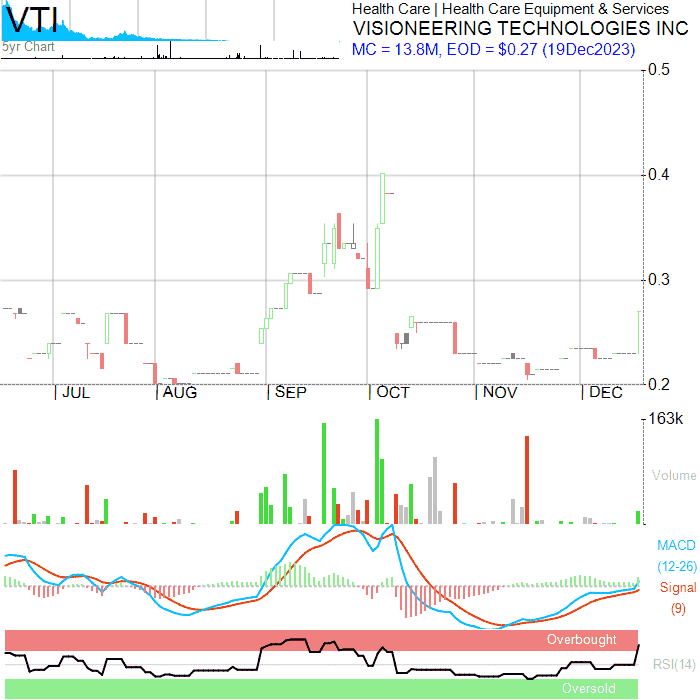 VTI
Health Care | Health Care Equipment & Services
VISIONEERING TECHNOLOGIES INC
5yr Chart
MC = 13.8M, EOD = $0.27 (19Dec2023)
0.5
0.4
0.3
0.2
JUL
AUG
SEP
OCT
NOV
DEC
163k
Volume
MACD
(12-26)
Signal
(9)
Overbought
RSI(14)
Oversold